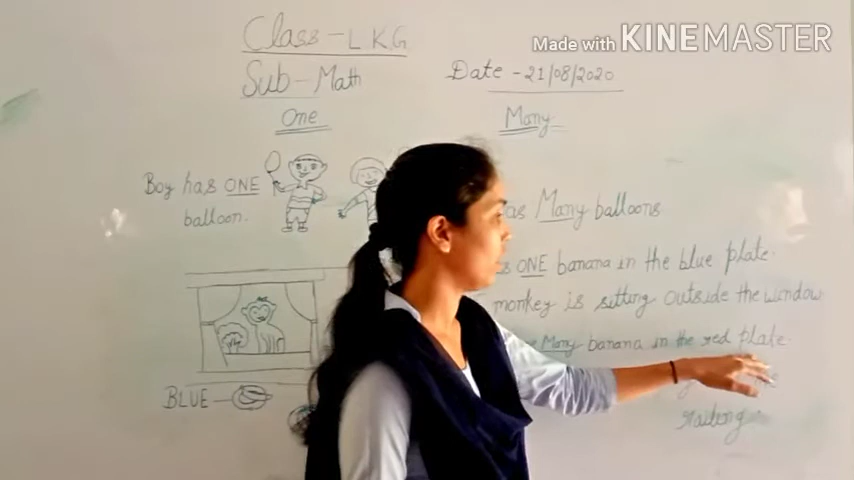 Class - LKG
Made with KINEMASTER
Sub - Math
Date - 21/08/2020
One
Many
Boy has ONE
balloon.
Many balloons
ONE banana in the blue plate.
monkey is sitting outside the window
Many banana in the red plate.
BLUE
railing